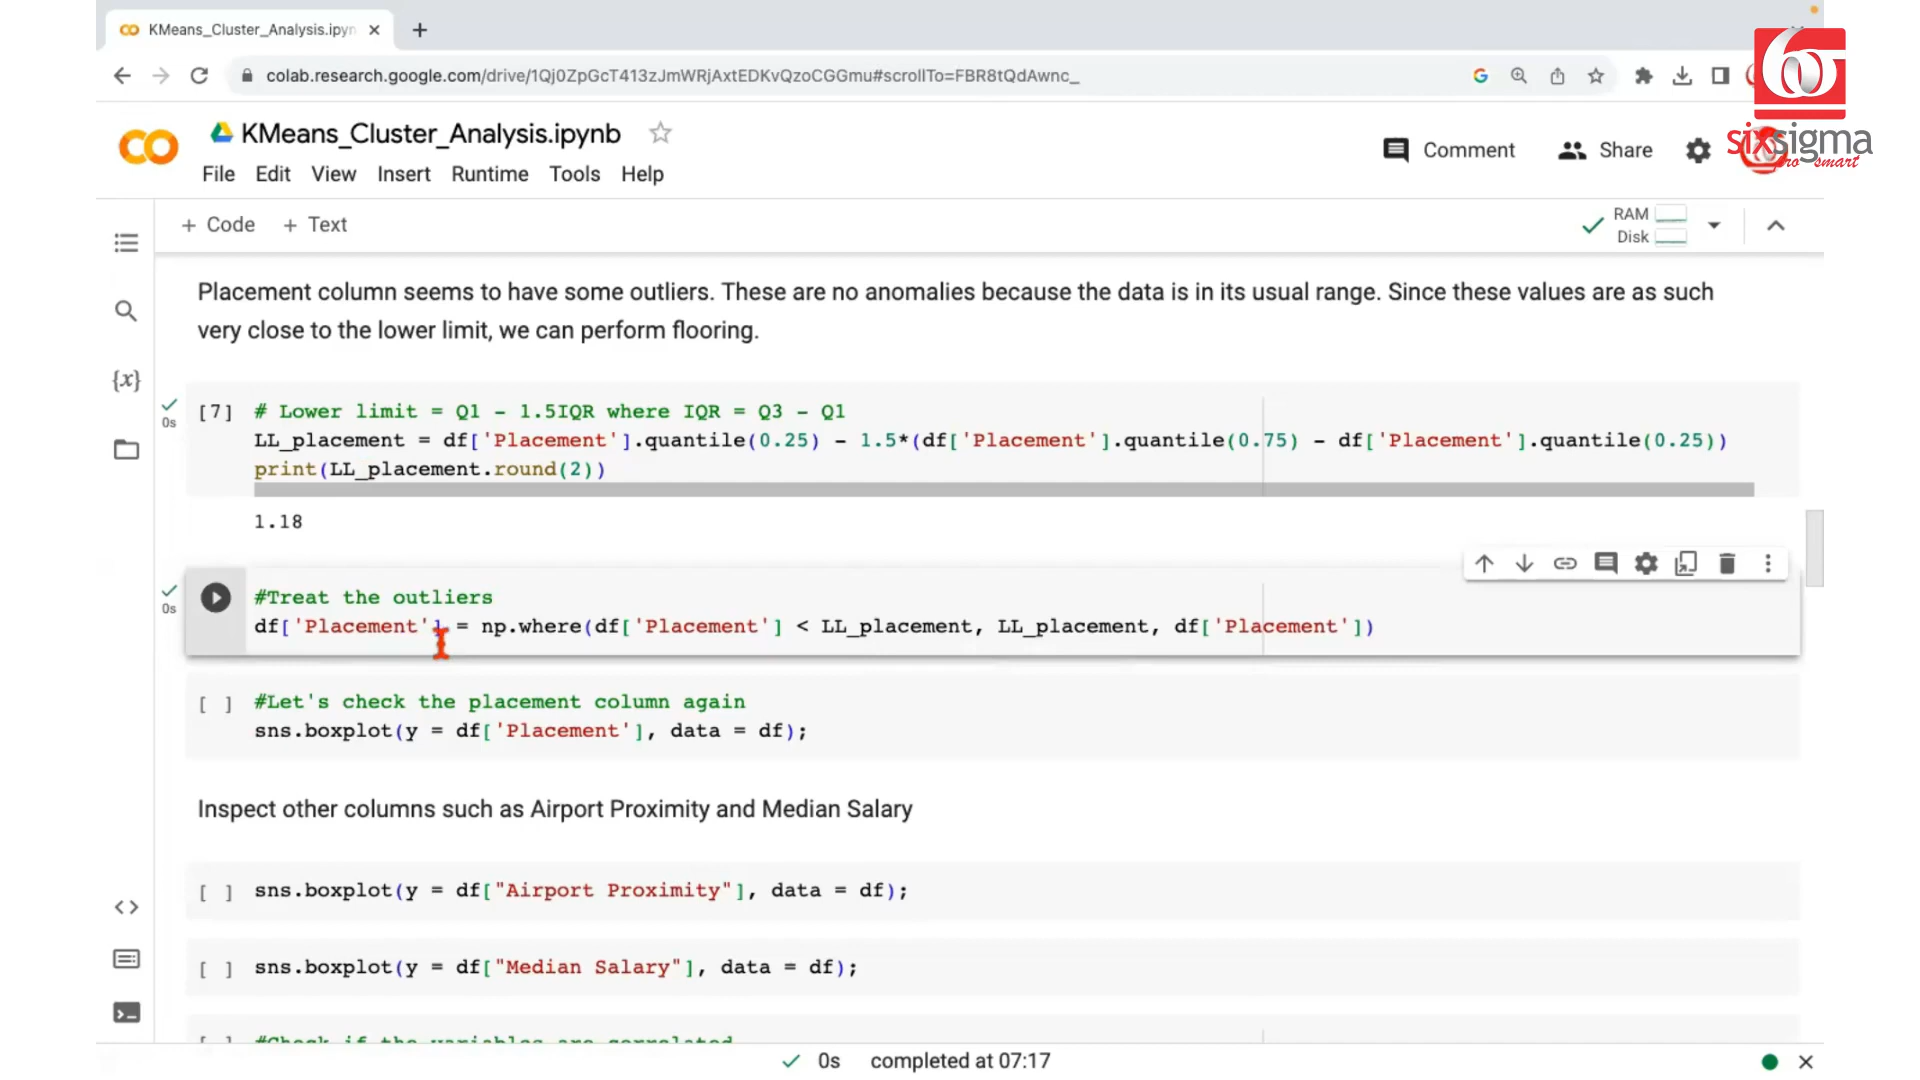 KMeans_Cluster_Analysis.ipyn
colab.research.google.com/drive/1Qj0ZpGcT413zJmWRjAxtEDKvQzoCGGmu#scrollTo=FBR8tQdAwnc_
KMeans_Cluster_Analysis.ipynb
File Edit View Insert Runtime Tools Help
Comment Share
sixsigma
smart
+ Code + Text
RAM
Disk
Placement column seems to have some outliers. These are no anomalies because the data is in its usual range. Since these values are as such
very close to the lower limit, we can perform flooring.
{x}
0s
[7] # Lower limit = Q1 - 1.5IQR where IQR = Q3 - Q1
LL_placement = df['Placement'].quantile(0.25) - 1.5*(df['Placement'].quantile(0.75) - df['Placement'].quantile(0.25))
print(LL_placement.round(2))
1.18
0s
#Treat the outliers
df['Placement'] = np.where(df['Placement'] < LL_placement, LL_placement, df['Placement'])
[ ] #Let's check the placement column again
sns.boxplot(y = df['Placement'], data = df);
Inspect other columns such as Airport Proximity and Median Salary
[ ] sns.boxplot(y = df["Airport Proximity"], data = df);
[ ] sns.boxplot(y = df["Median Salary"], data = df);
[ ] #Check if the variables are correlated
0s completed at 07:17